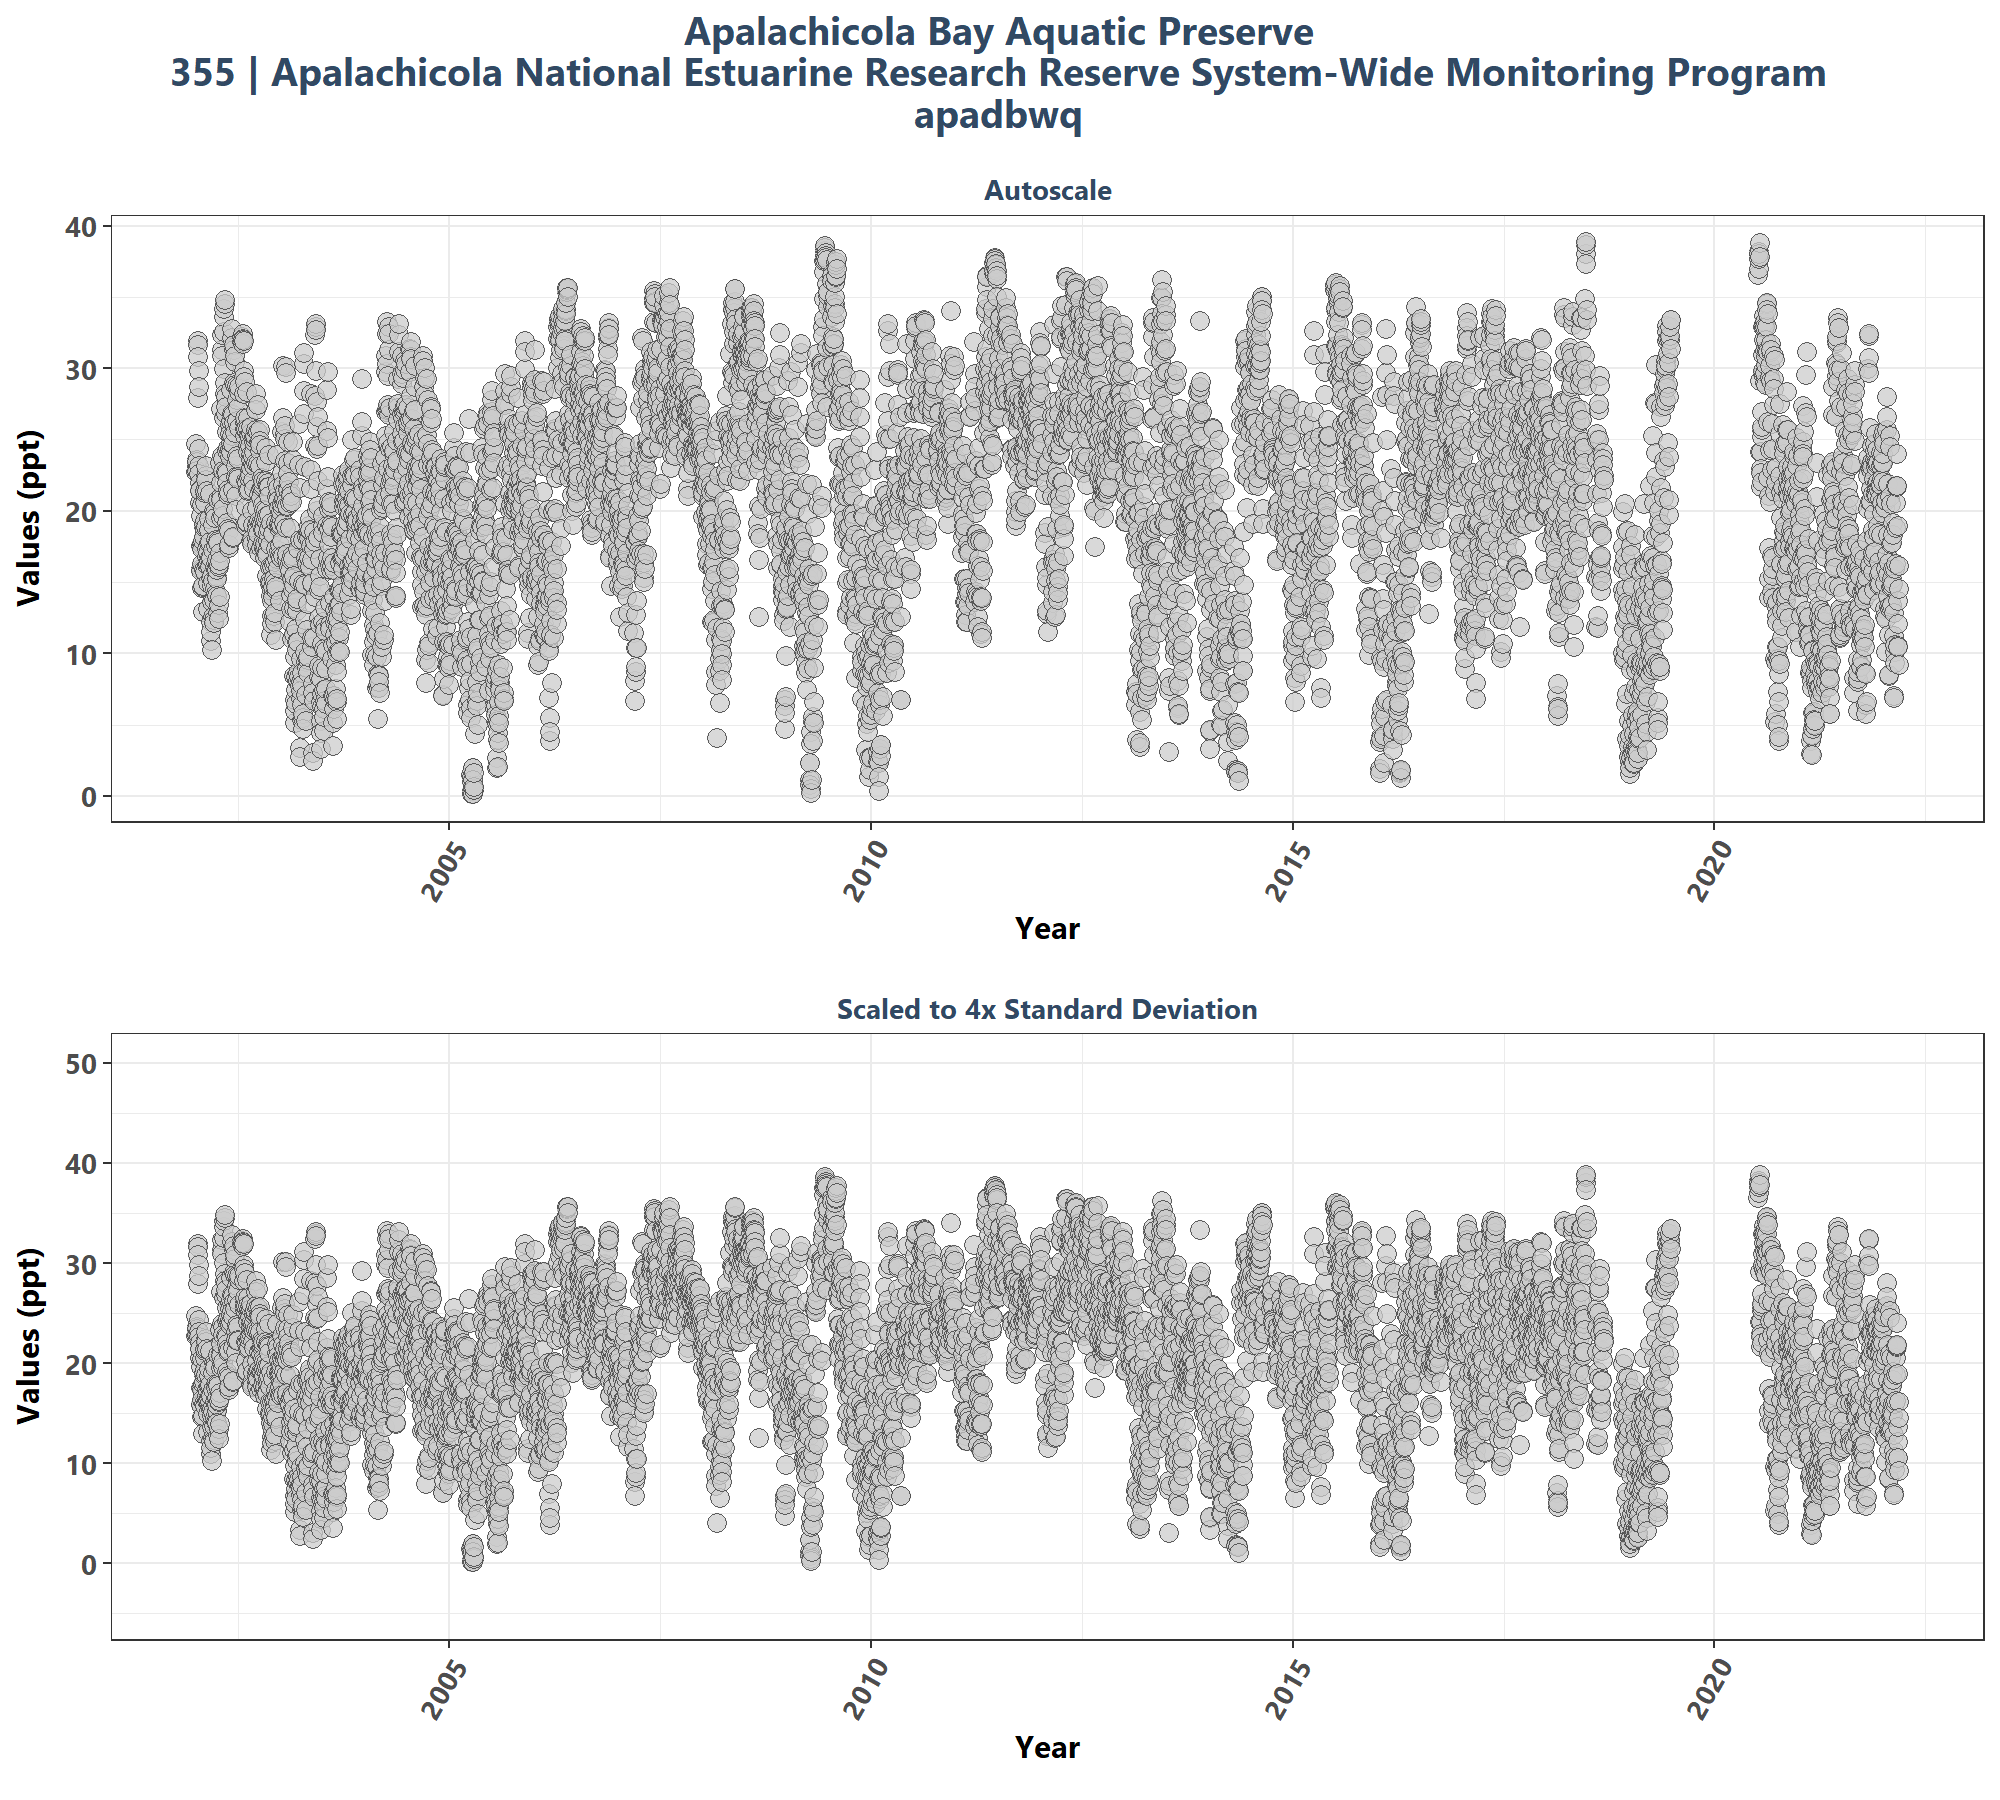 Apalachicola Bay Aquatic Preserve
355 | Apalachicola National Estuarine Research Reserve System-Wide Monitoring Program
apadbwq
Autoscale
40
30
20
10
0
Values (ppt)
2005
2010
2015
2020
Year
Scaled to 4x Standard Deviation
50
40
30
20
10
0
Values (ppt)
2005
2010
2015
2020
Year